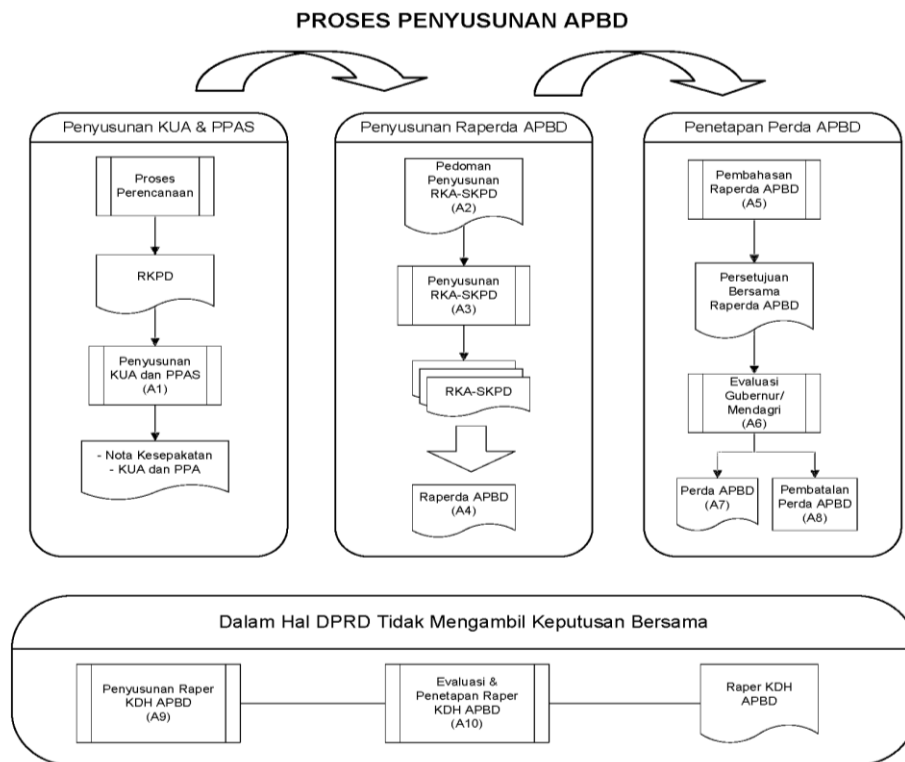 PROSES PENYUSUNAN APBD
Penyusunan KUA & PPAS
Proses
Perencanaan
RKPD
Penyusunan
KUA dan PPAS
(A1)
- Nota Kesepakatan
- KUA dan PPA
Penyusunan Raperda APBD
Pedoman
Penyusunan
RKA-SKPD
(A2)
Penyusunan
RKA-SKPD
(A3)
RKA-SKPD
Raperda APBD
(A4)
Penetapan Perda APBD
Pembahasan
Raperda APBD
(A5)
Persetujuan
Bersama
Raperda APBD
Evaluasi
Gubernur/
Mendagri
(A6)
Perda APBD
(A7)
Pembatalan
Perda APBD
(A8)
Dalam Hal DPRD Tidak Mengambil Keputusan Bersama
Penyusunan Raper
KDH APBD
(A9)
Evaluasi &
Penetapan Raper
KDH APBD
(A10)
Raper KDH
APBD